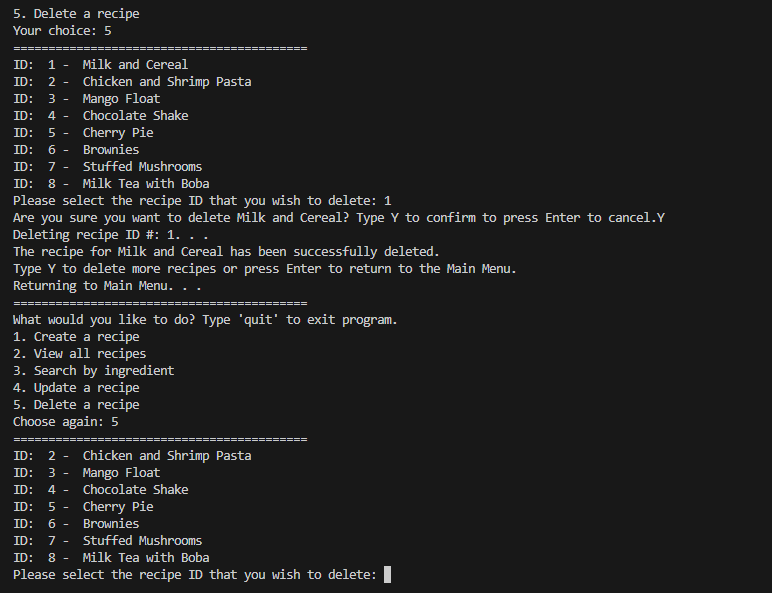 5. Delete a recipe
Your choice: 5
==========================================
ID:  1 -  Milk and Cereal
ID:  2 -  Chicken and Shrimp Pasta
ID:  3 -  Mango Float
ID:  4 -  Chocolate Shake
ID:  5 -  Cherry Pie
ID:  6 -  Brownies
ID:  7 -  Stuffed Mushrooms
ID:  8 -  Milk Tea with Boba
Please select the recipe ID that you wish to delete: 1
Are you sure you want to delete Milk and Cereal? Type Y to confirm to press Enter to cancel.Y
Deleting recipe ID #: 1. . .
The recipe for Milk and Cereal has been successfully deleted.
Type Y to delete more recipes or press Enter to return to the Main Menu.
Returning to Main Menu. . .
==========================================
What would you like to do? Type 'quit' to exit program.
1. Create a recipe
2. View all recipes
3. Search by ingredient
4. Update a recipe
5. Delete a recipe
Choose again: 5
==========================================
ID:  2 -  Chicken and Shrimp Pasta
ID:  3 -  Mango Float
ID:  4 -  Chocolate Shake
ID:  5 -  Cherry Pie
ID:  6 -  Brownies
ID:  7 -  Stuffed Mushrooms
ID:  8 -  Milk Tea with Boba
Please select the recipe ID that you wish to delete: